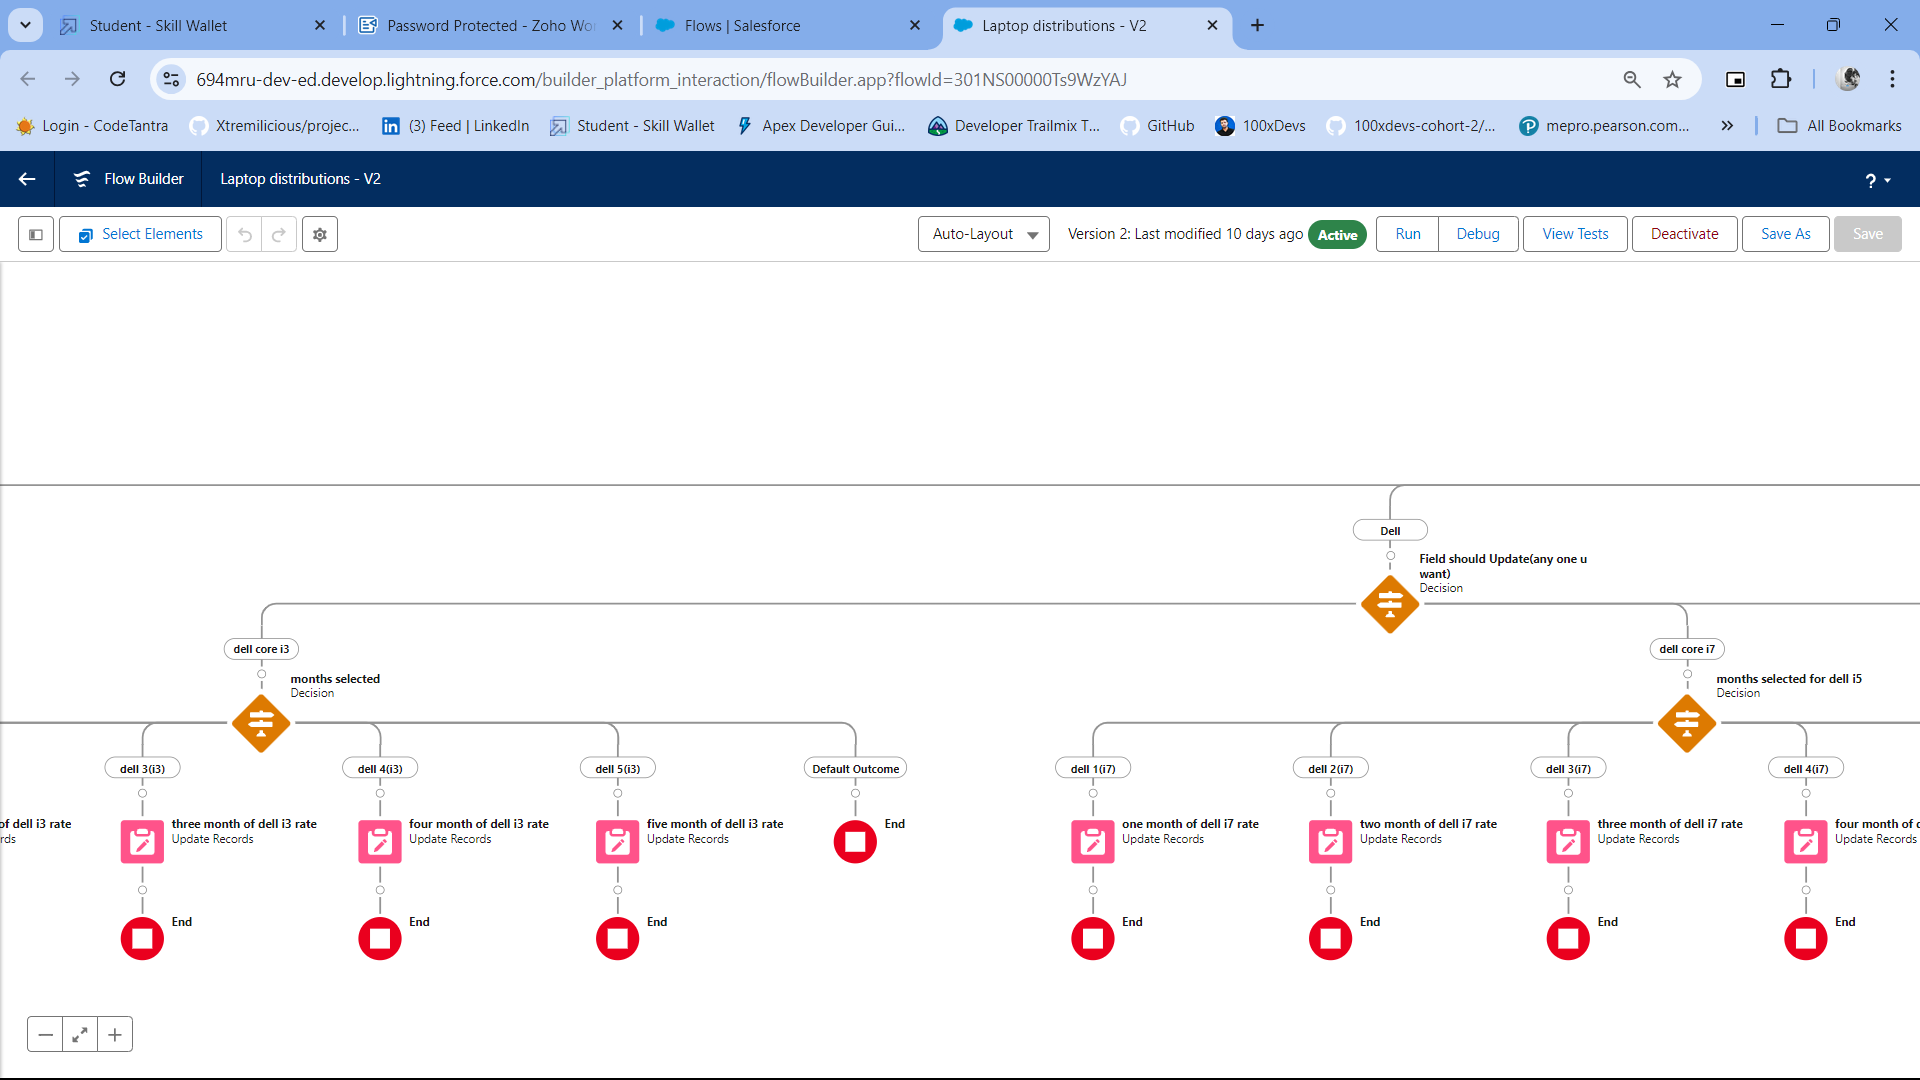 Student - Skill Wallet
Password Protected - Zoho Wo
Flows | Salesforce
Laptop distributions - V2
694mru-dev-ed.develop.lightning.force.com/builder_platform_interaction/flowBuilder.app?flowId=301NS00000Ts9WzYAJ
Login - CodeTantra
Xtremilicious/projec...
(3) Feed | LinkedIn
Student - Skill Wallet
Apex Developer Gui...
Developer Trailmix T...
GitHub
100xDevs
100xdevs-cohort-2/...
mepro.pearson.com...
All Bookmarks
Flow Builder
Laptop distributions - V2
?
Select Elements
Auto-Layout
Version 2: Last modified 10 days ago
Active
Run
Debug
View Tests
Deactivate
Save As
Save
Dell
Field should Update(any one u
want)
Decision
dell core i3
dell core i7
months selected
Decision
months selected for dell i5
Decision
dell 3(i3)
dell 4(i3)
dell 5(i3)
Default Outcome
dell 1(i7)
dell 2(i7)
dell 3(i7)
dell 4(i7)
of dell i3 rate
rds
three month of dell i3 rate
Update Records
four month of dell i3 rate
Update Records
five month of dell i3 rate
Update Records
End
one month of dell i7 rate
Update Records
two month of dell i7 rate
Update Records
three month of dell i7 rate
Update Records
four month of d
Update Records
End
End
End
End
End
End
End